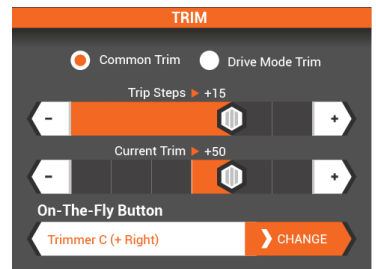 TRIM
Common Trim Drive Mode Trim
Trip Steps ▶ +15
- +
Current Trim ▶ +50
- +
On-The-Fly Button
Trimmer C (+ Right) ❯ CHANGE